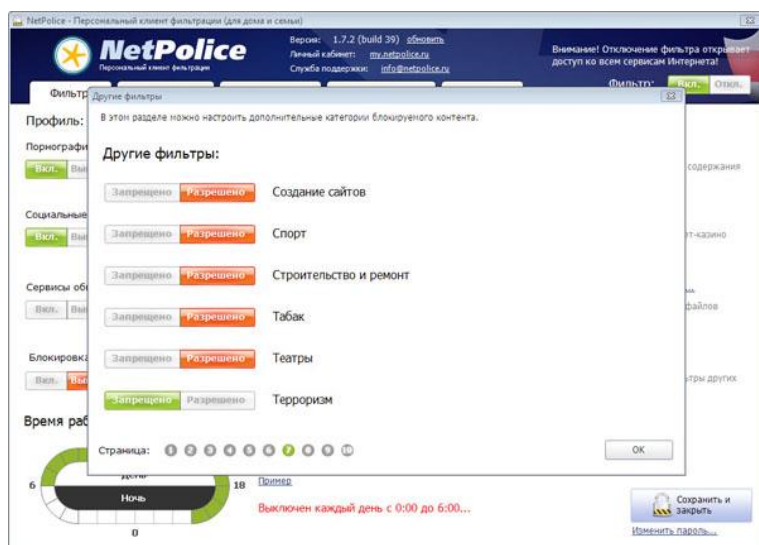 NetPolice - Персональный клиент фильтрации (для дома и семьи)
NetPolice
Персональный клиент фильтрации
Версия: 1.7.2 (build 39) обновить
Личный кабинет: my.netpolice.ru
Служба поддержки: info@netpolice.ru
Внимание! Отключение фильтра открывает
доступ ко всем сервисам Интернета!
Фильтр: Вкл. Откл.
Фильтр
Другие фильтры
В этом разделе можно настроить дополнительные категории блокируемого контента.
Другие фильтры:
Запрещено Разрешено Создание сайтов
Запрещено Разрешено Спорт
Запрещено Разрешено Строительство и ремонт
Запрещено Разрешено Табак
Запрещено Разрешено Театры
Запрещено Разрешено Терроризм
Страница: 1 2 3 4 5 6 7 8 9 10
OK
Профиль:
Порнографи
Вкл. Вы
содержания
Социальные
Вкл. Вы
ет-казино
Сервисы об
Вкл. Вы
файлов
Блокировка
Вкл. Вы
ьтры других
Время раб
День
6 18
Ночь
0
Пример
Выключен каждый день с 0:00 до 6:00...
Сохранить и
закрыть
Изменить пароль...